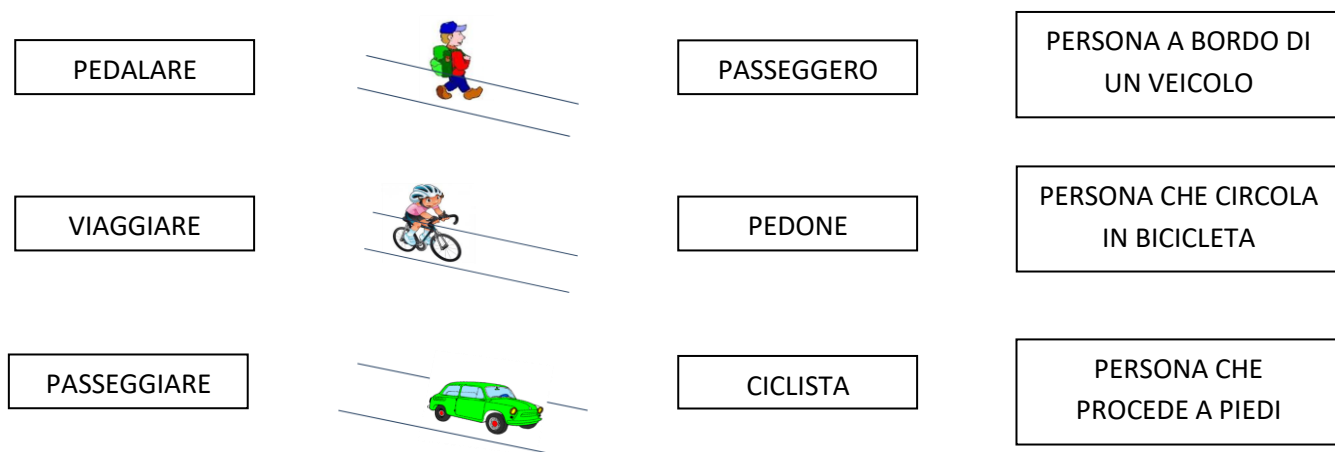 PEDALARE
PASSEGGERO
PERSONA A BORDO DI
UN VEICOLO
VIAGGIARE
PEDONE
PERSONA CHE CIRCOLA
IN BICICLETA
PASSEGGIARE
CICLISTA
PERSONA CHE
PROCEDE A PIEDI